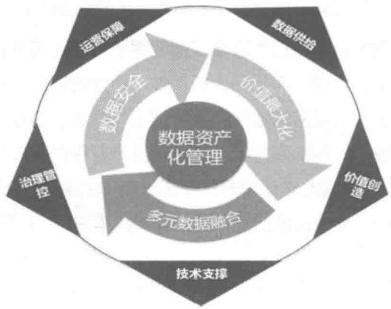 运营保障
数据供给
数据安全
价值最大化
数据资产
化管理
治理管
控
价值创
造
多元数据融合
技术支撑